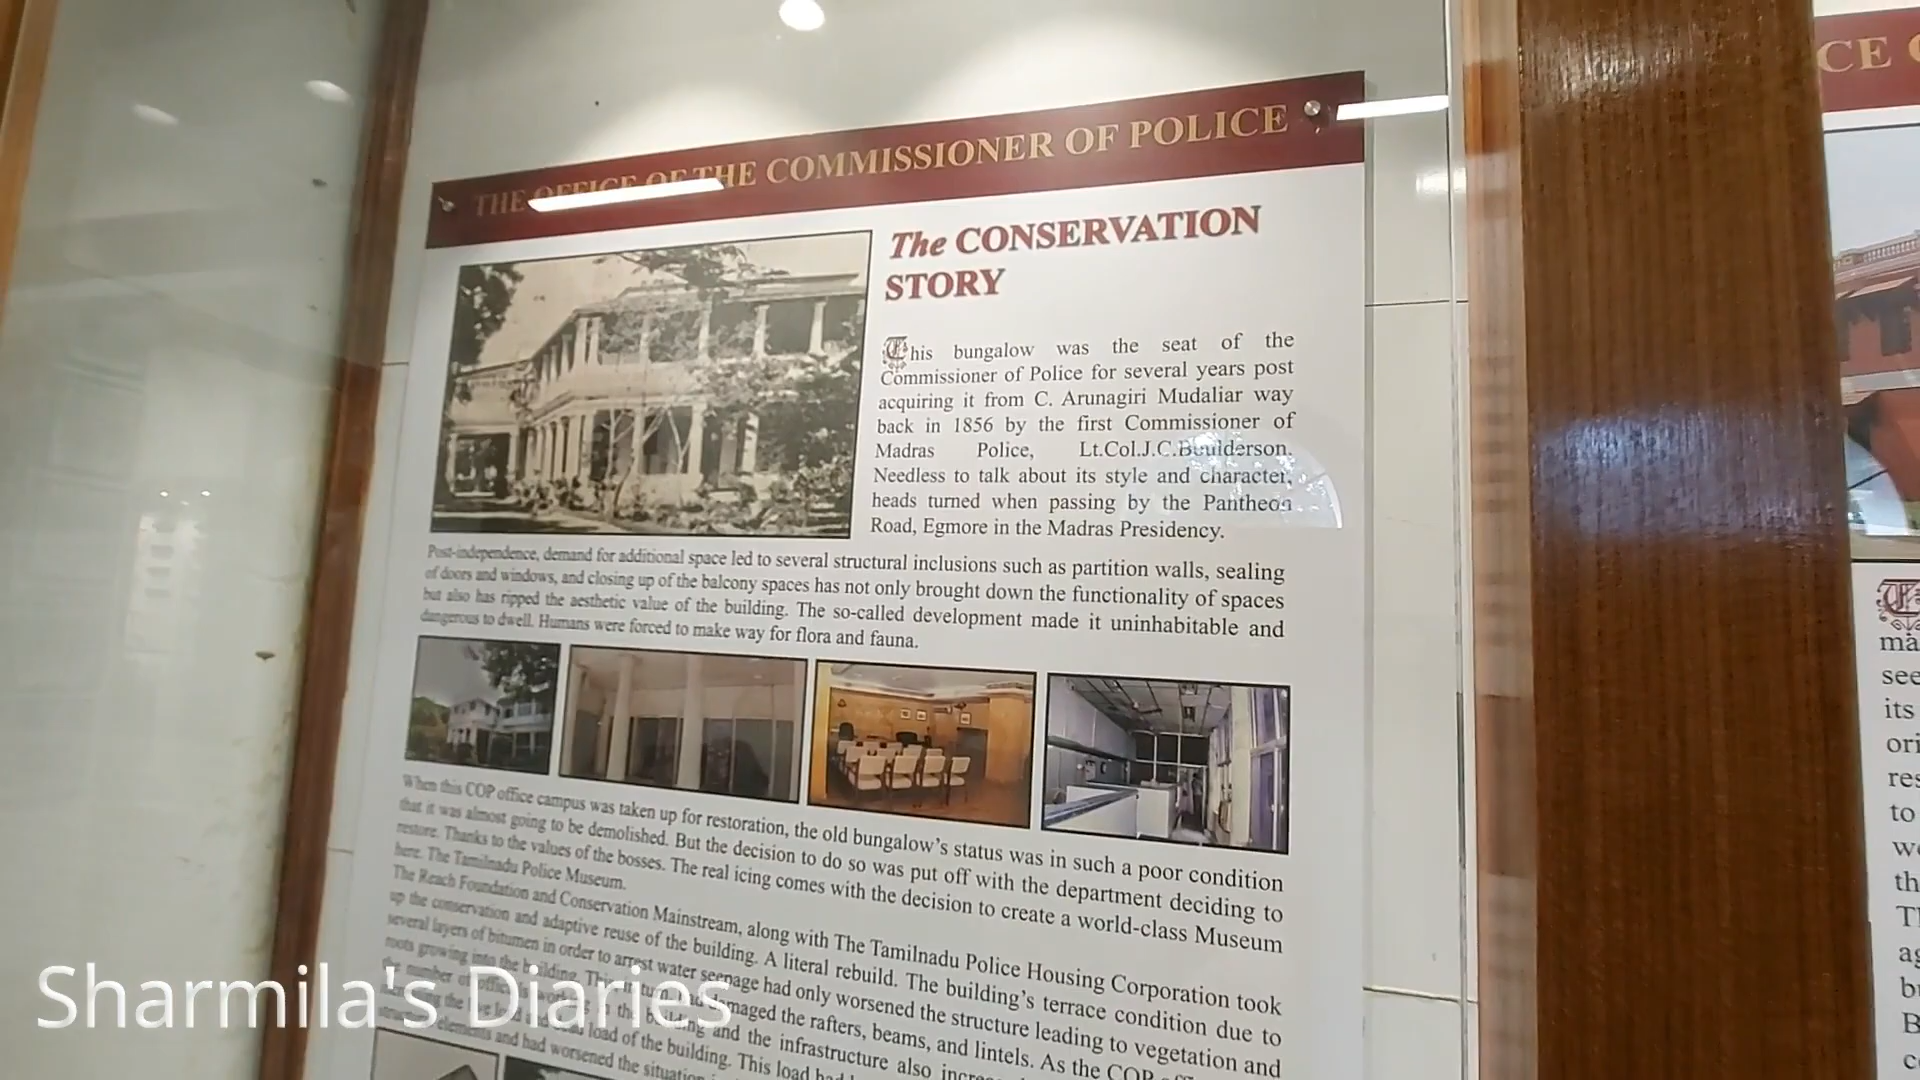 THE OFFICE OF THE COMMISSIONER OF POLICE
The CONSERVATION
STORY
This bungalow was the seat of the
Commissioner of Police for several years post
acquiring it from C. Arunagiri Mudaliar way
back in 1856 by the first Commissioner of
Madras Police, Lt.Col.J.C.Boulderson.
Needless to talk about its style and character,
heads turned when passing by the Pantheon
Road, Egmore in the Madras Presidency.
Post-independence, demand for additional space led to several structural inclusions such as partition walls, sealing
of doors and windows, and closing up of the balcony spaces has not only brought down the functionality of spaces
but also has ripped the aesthetic value of the building. The so-called development made it uninhabitable and
dangerous to dwell. Humans were forced to make way for flora and fauna.
When this COP office campus was taken up for restoration, the old bungalow's status was in such a poor condition
that it was almost going to be demolished. But the decision to do so was put off with the department deciding to
restore. Thanks to the values of the bosses. The real icing comes with the decision to create a world-class Museum
here. The Tamilnadu Police Museum.
The Reach Foundation and Conservation Mainstream, along with The Tamilnadu Police Housing Corporation took
up the conservation and adaptive reuse of the building. A literal rebuild. The building's terrace condition due to
several layers of bitumen in order to arrest water seepage had only worsened the structure leading to vegetation and
roots growing into the building. This in turn had damaged the rafters, beams, and lintels. As the COP
the number of the building and the infrastructure also
the load of the building. This load had
elements and had worsened the situation
CE
ma
see
its
ori
res
to
we
th
ag
b
B
Sharmila's Diaries